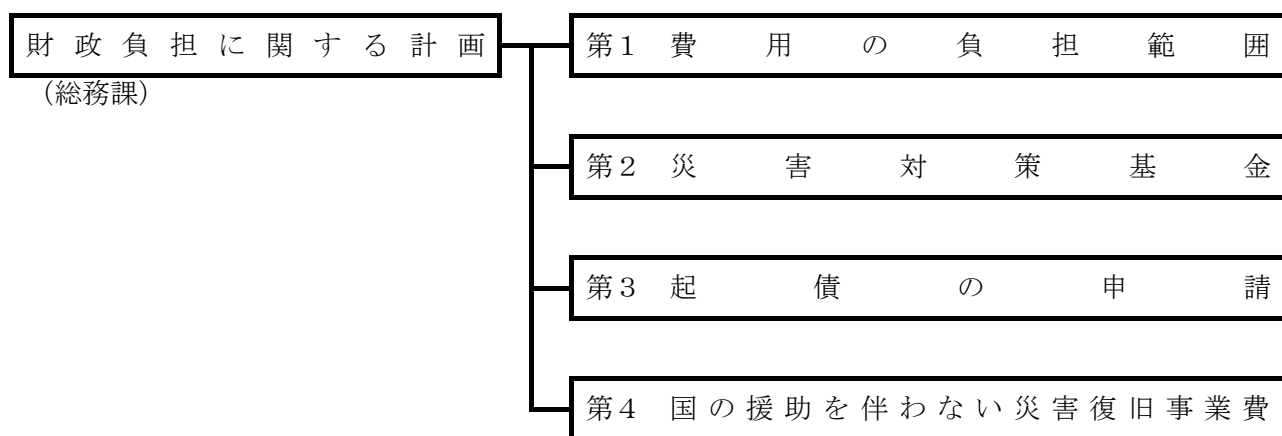 財政負担に関する計画
（総務課）
第1 費用の負担範囲
第2 災害対策基金
第3 起債の申請
第4 国の援助を伴わない災害復旧事業費